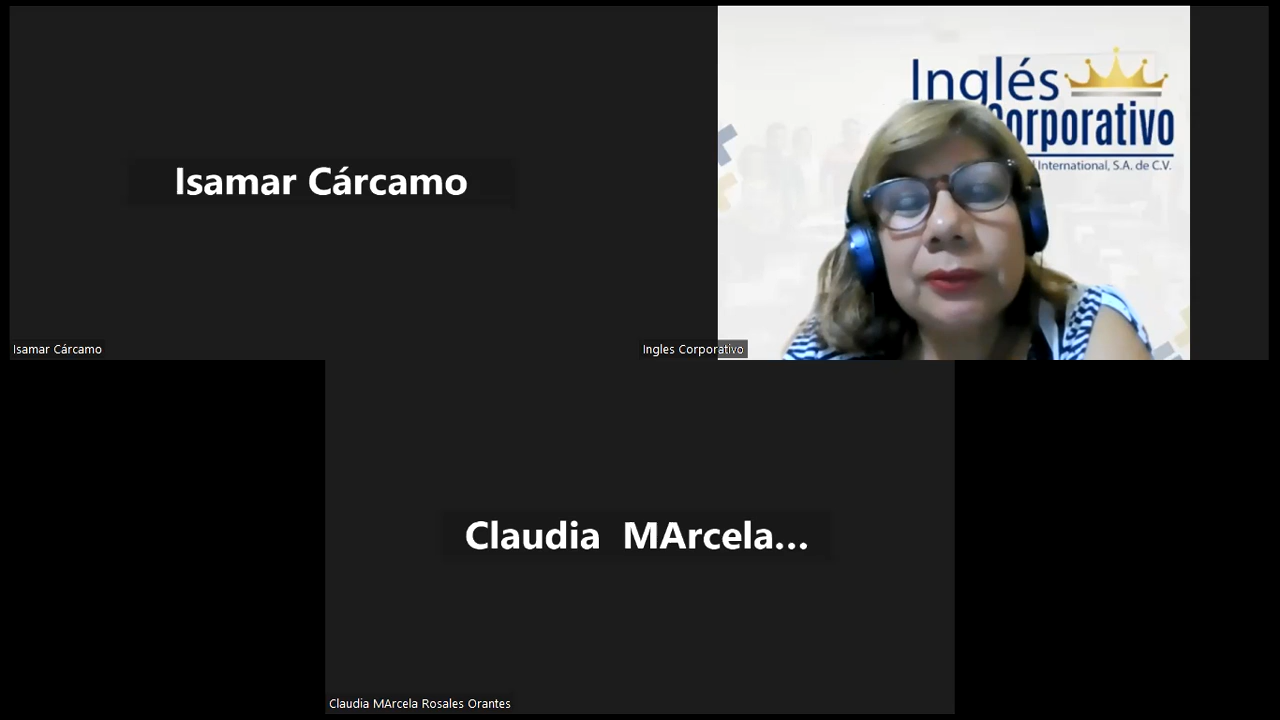 Isamar Cárcamo
Inglés
Corporativo
International, S.A. de C.V.
Isamar Cárcamo
Ingles Corporativo
Claudia MArcela...
Claudia MArcela Rosales Orantes